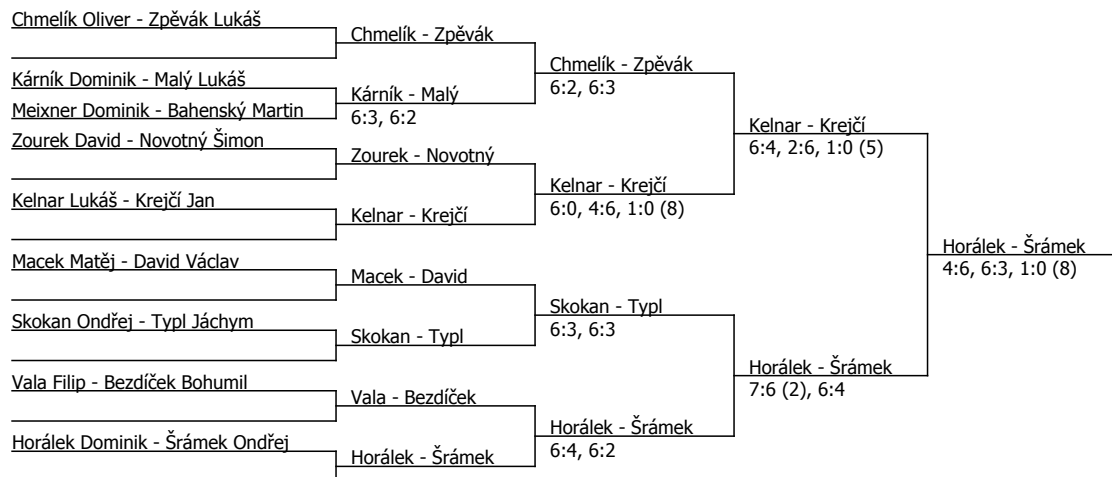 Chmelík Oliver - Zpěvák Lukáš
Chmelík - Zpěvák
Chmelík - Zpěvák
6:2, 6:3
Kárník Dominik - Malý Lukáš
Kárník - Malý
6:3, 6:2
Meixner Dominik - Bahenský Martin
Kelnar - Krejčí
6:4, 2:6, 1:0 (5)
Zourek David - Novotný Šimon
Zourek - Novotný
Kelnar - Krejčí
6:0, 4:6, 1:0 (8)
Kelnar Lukáš - Krejčí Jan
Kelnar - Krejčí
Horálek - Šrámek
4:6, 6:3, 1:0 (8)
Macek Matěj - David Václav
Macek - David
Skokan - Typl
6:3, 6:3
Skokan Ondřej - Typl Jáchym
Skokan - Typl
Horálek - Šrámek
7:6 (2), 6:4
Vala Filip - Bezdíček Bohumil
Vala - Bezdíček
Horálek - Šrámek
6:4, 6:2
Horálek Dominik - Šrámek Ondřej
Horálek - Šrámek